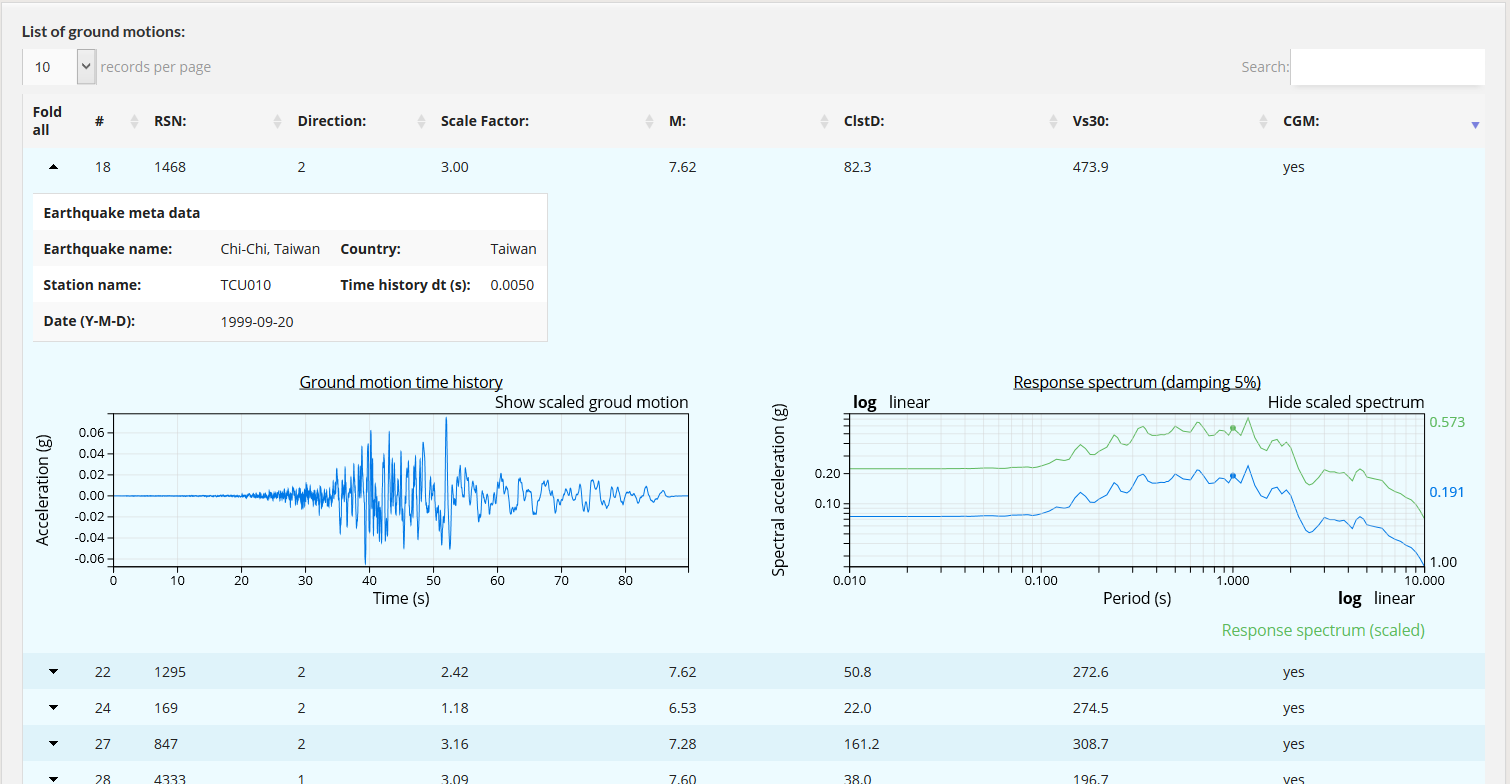 List of ground motions:
10 records per page Search:
Fold all # RSN: Direction: Scale Factor: M: ClstD: Vs30: CGM:
18 1468 2 3.00 7.62 82.3 473.9 yes
Earthquake meta data
Earthquake name: Chi-Chi, Taiwan Country: Taiwan
Station name: TCU010 Time history dt (s): 0.0050
Date (Y-M-D): 1999-09-20
Ground motion time history
Show scaled groud motion
Acceleration (g)
0.06
0.04
0.02
0.00
-0.02
-0.04
-0.06
0 10 20 30 40 50 60 70 80
Time (s)
Response spectrum (damping 5%)
log linear Hide scaled spectrum
Spectral acceleration (g)
0.20
0.10
0.573
0.191
1.00
0.010 0.100 1.000 10.000
Period (s)
log linear
Response spectrum (scaled)
22 1295 2 2.42 7.62 50.8 272.6 yes
24 169 2 1.18 6.53 22.0 274.5 yes
27 847 2 3.16 7.28 161.2 308.7 yes
28 4333 1 3.09 7.60 38.0 196.7 yes